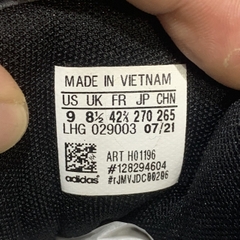 MADE IN VIETNAM
US UK FR JP CHN
9 8½ 42⅔ 270 265
LHG 029003 07/21
ART H01196
#128294604
adidas #rJMVJDC00206